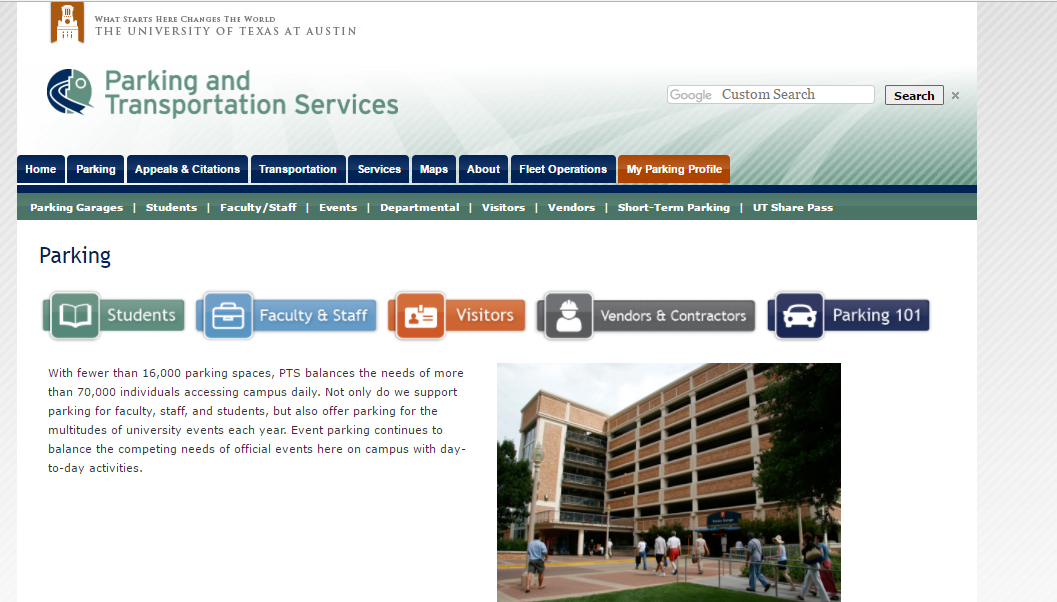 WHAT STARTS HERE CHANGES THE WORLD
THE UNIVERSITY OF TEXAS AT AUSTIN
Parking and
Transportation Services
Google Custom Search Search ×
Home Parking Appeals & Citations Transportation Services Maps About Fleet Operations My Parking Profile
Parking Garages | Students | Faculty/Staff | Events | Departmental | Visitors | Vendors | Short-Term Parking | UT Share Pass
Parking
Students Faculty & Staff Visitors Vendors & Contractors Parking 101
With fewer than 16,000 parking spaces, PTS balances the needs of more
than 70,000 individuals accessing campus daily. Not only do we support
parking for faculty, staff, and students, but also offer parking for the
multitudes of university events each year. Event parking continues to
balance the competing needs of official events here on campus with day-
to-day activities.